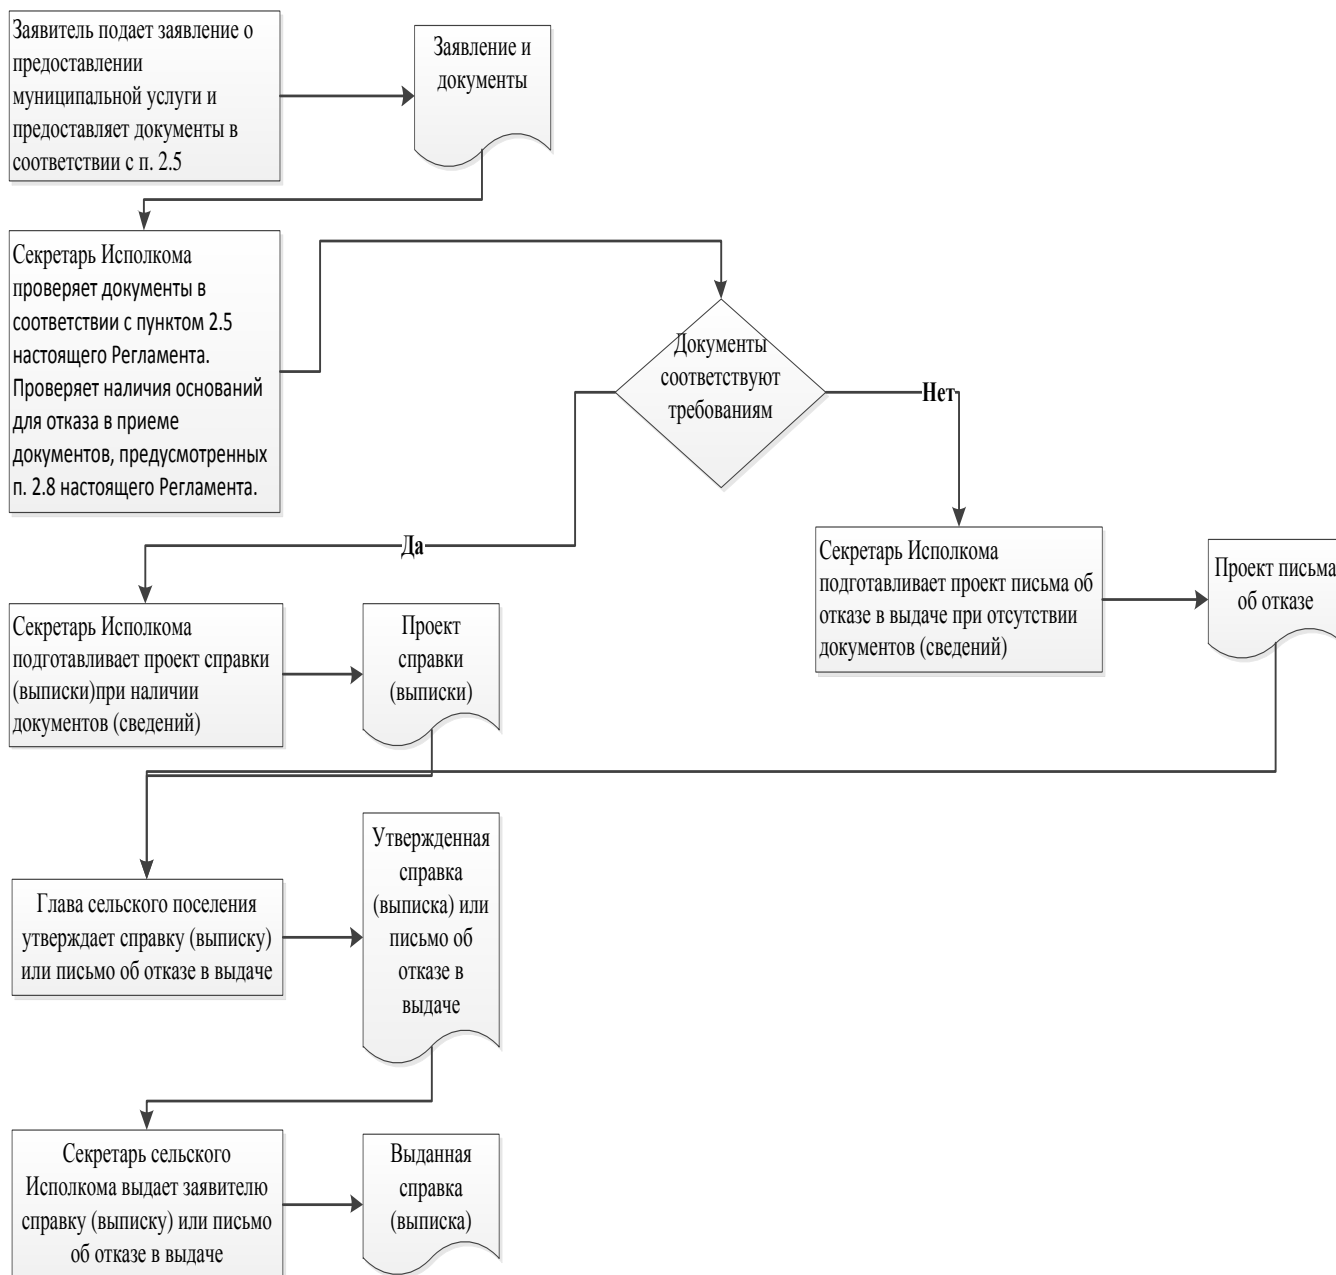 Заявитель подает заявление о
предоставлении
муниципальной услуги и
предоставляет документы в
соответствии с п. 2.5
Заявление и
документы
Секретарь Исполкома
проверяет документы в
соответствии с пунктом 2.5
настоящего Регламента.
Проверяет наличия оснований
для отказа в приеме
документов, предусмотренных
п. 2.8 настоящего Регламента.
Документы
соответствуют
требованиям
Нет
Да
Секретарь Исполкома
подготавливает проект письма об
отказе в выдаче при отсутствии
документов (сведений)
Проект письма
об отказе
Секретарь Исполкома
подготавливает проект справки
(выписки)при наличии
документов (сведений)
Проект
справки
(выписки)
Глава сельского поселения
утверждает справку (выписку)
или письмо об отказе в выдаче
Утвержденная
справка
(выписка) или
письмо об
отказе в
выдаче
Секретарь сельского
Исполкома выдает заявителю
справку (выписку) или письмо
об отказе в выдаче
Выданная
справка
(выписка)